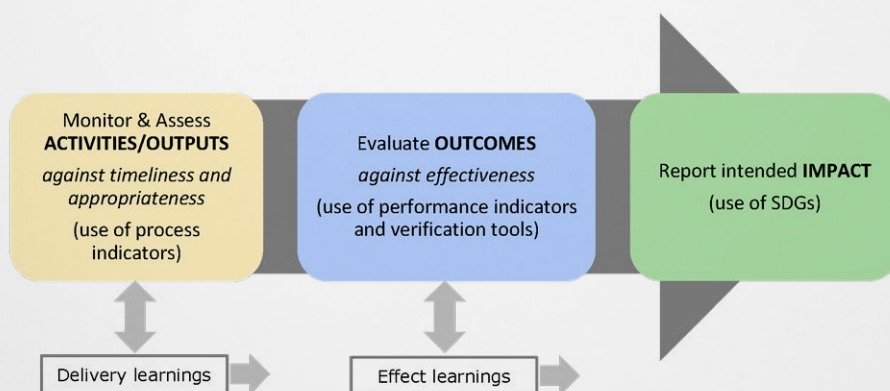 Monitor & Assess
ACTIVITIES/OUTPUTS
against timeliness and
appropriateness
(use of process
indicators)
Evaluate OUTCOMES
against effectiveness
(use of performance indicators
and verification tools)
Report intended IMPACT
(use of SDGs)
Delivery learnings
Effect learnings